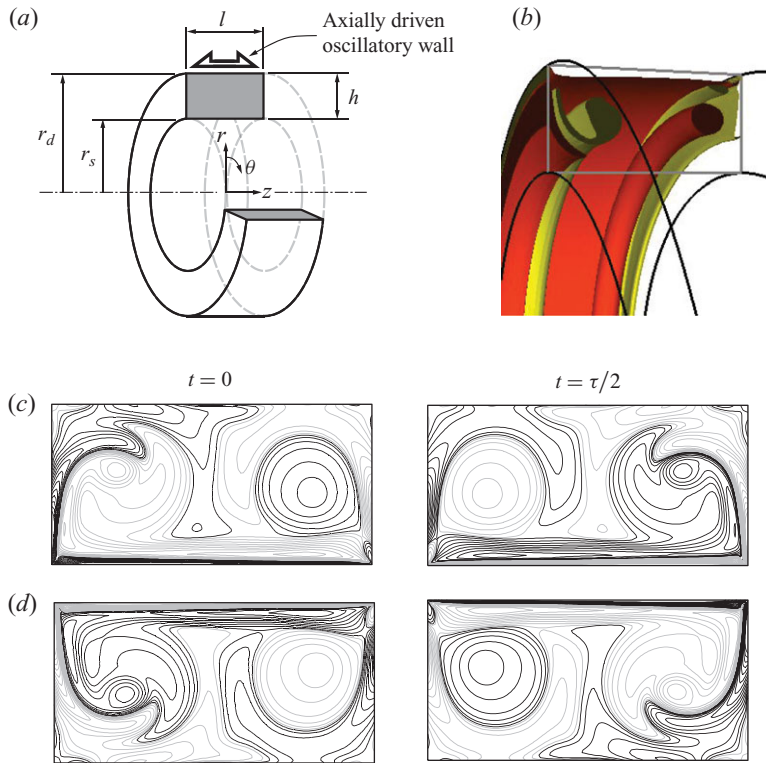 (a)
l
Axially driven
oscillatory wall
(b)
h
r_d
r_s
r
θ
z
t = 0
t = τ/2
(c)
(d)